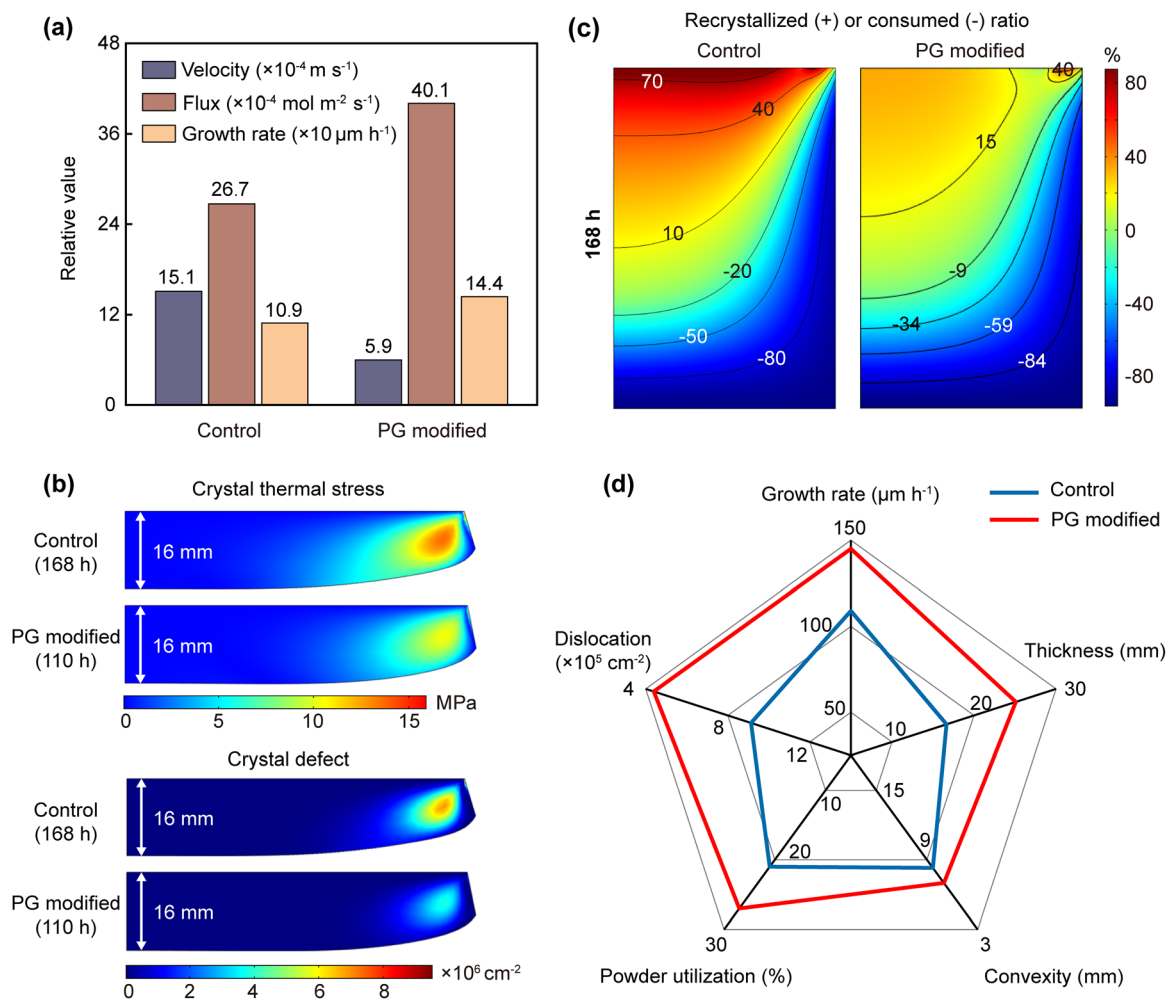 (a)
48
36
24
12
0
Relative value
Velocity (×10⁻⁴ m s⁻¹)
Flux (×10⁻⁴ mol m⁻² s⁻¹)
Growth rate (×10 μm h⁻¹)
15.1
26.7
10.9
5.9
40.1
14.4
Control
PG modified
(c)
Recrystallized (+) or consumed (-) ratio
Control
PG modified
%
168 h
70
40
10
-20
-50
-80
40
15
-9
-34
-59
-84
80
40
0
-40
-80
(b)
Crystal thermal stress
Control
(168 h)
16 mm
PG modified
(110 h)
16 mm
0
5
10
15
MPa
Crystal defect
Control
(168 h)
16 mm
PG modified
(110 h)
16 mm
0
2
4
6
8
×10⁶ cm⁻²
(d)
Control
PG modified
Growth rate (μm h⁻¹)
150
100
50
Thickness (mm)
30
20
10
Dislocation
(×10⁵ cm⁻²)
4
8
12
10
20
30
15
9
3
Powder utilization (%)
Convexity (mm)